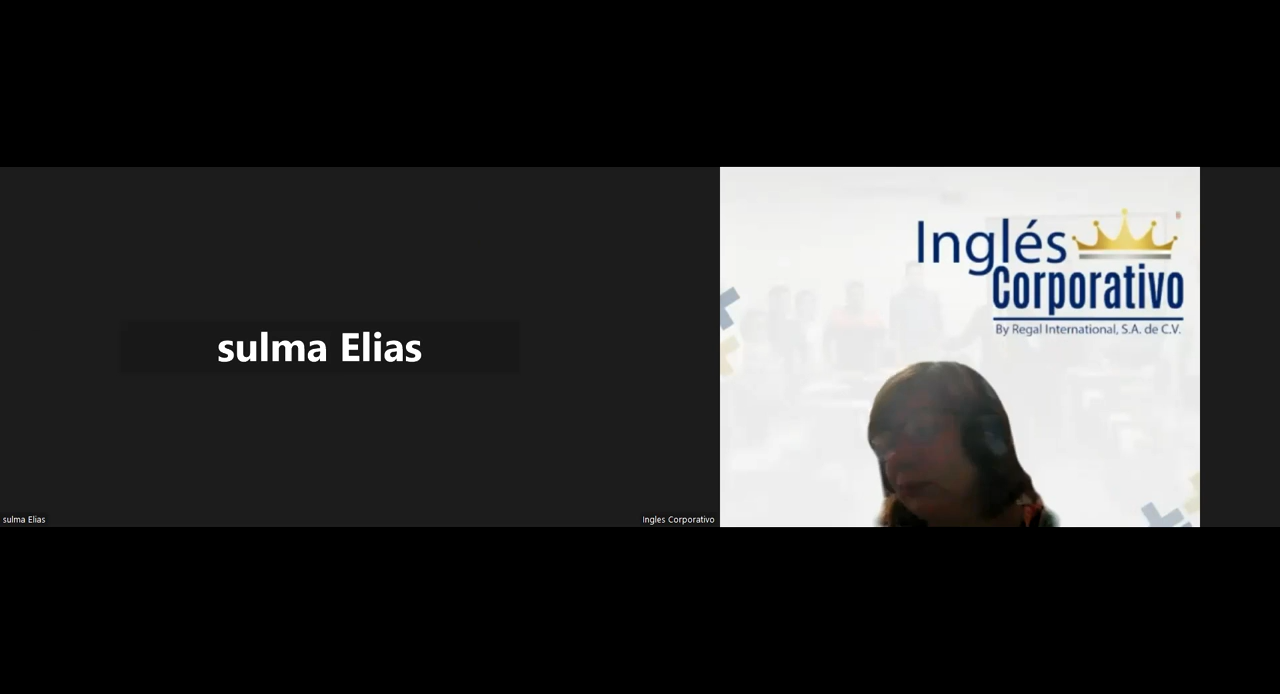 sulma Elias
sulma Elias
Ingles Corporativo
Inglés
Corporativo
By Regal International, S.A. de C.V.